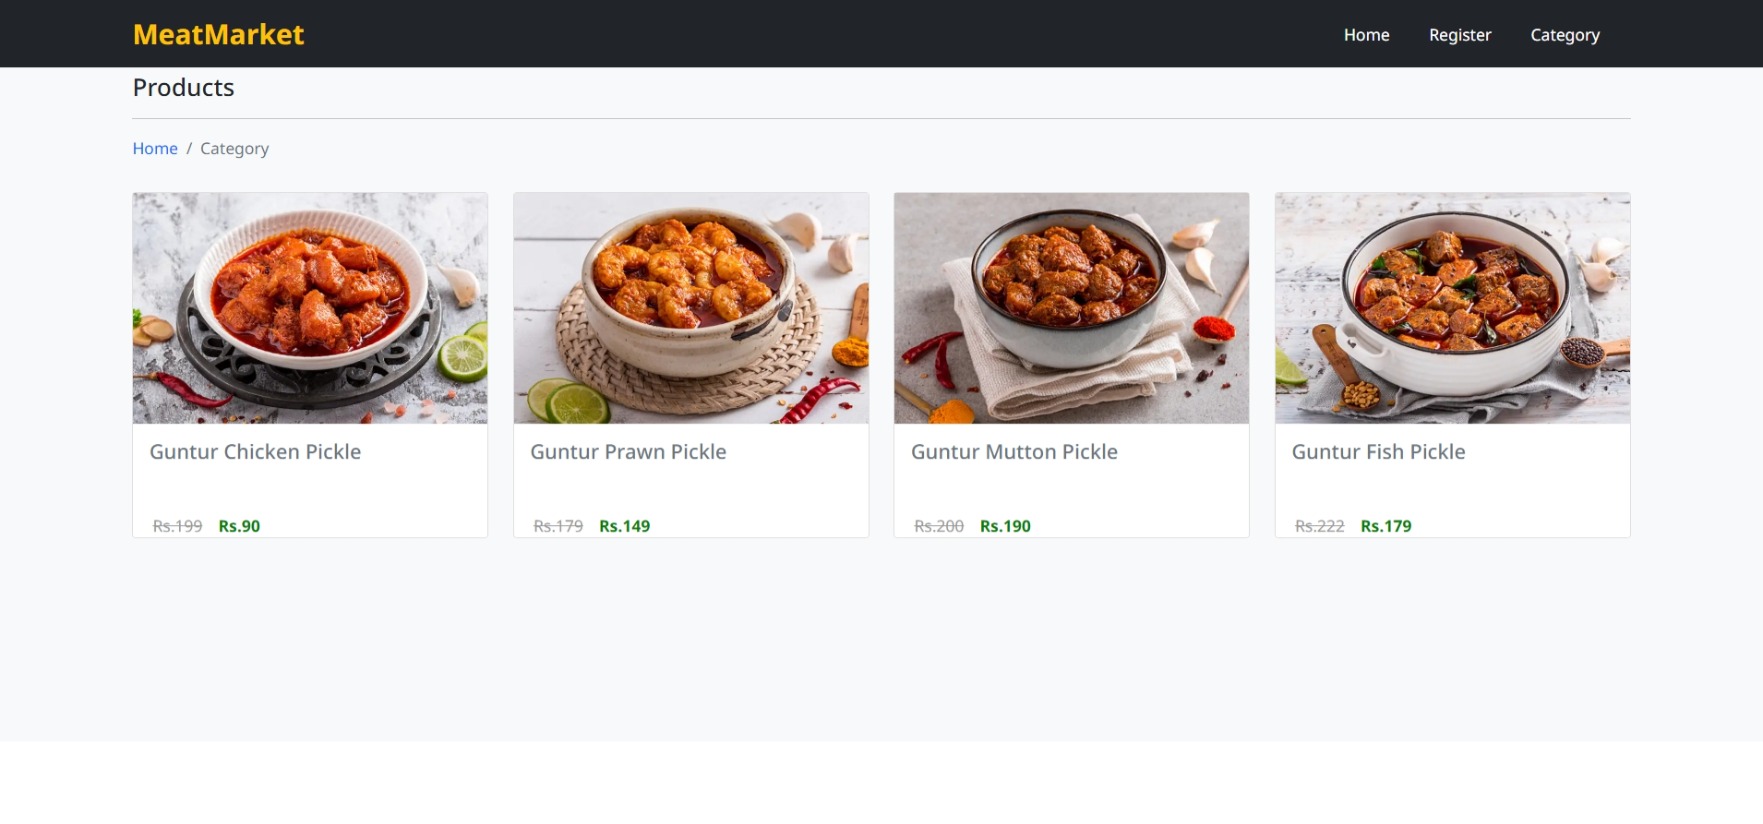 MeatMarket
Home Register Category
Products
Home / Category
Guntur Chicken Pickle
Rs.199 Rs.90
Guntur Prawn Pickle
Rs.179 Rs.149
Guntur Mutton Pickle
Rs.200 Rs.190
Guntur Fish Pickle
Rs.222 Rs.179